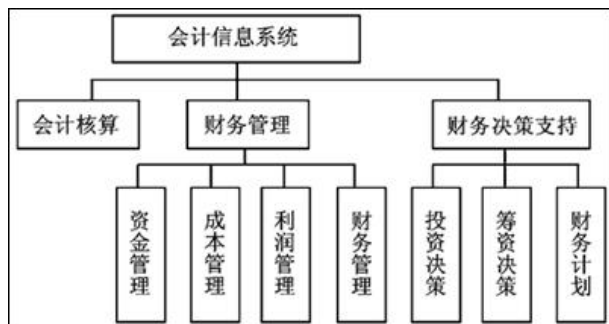 会计信息系统
会计核算
财务管理
财务决策支持
资金管理
成本管理
利润管理
财务管理
投资决策
筹资决策
财务计划